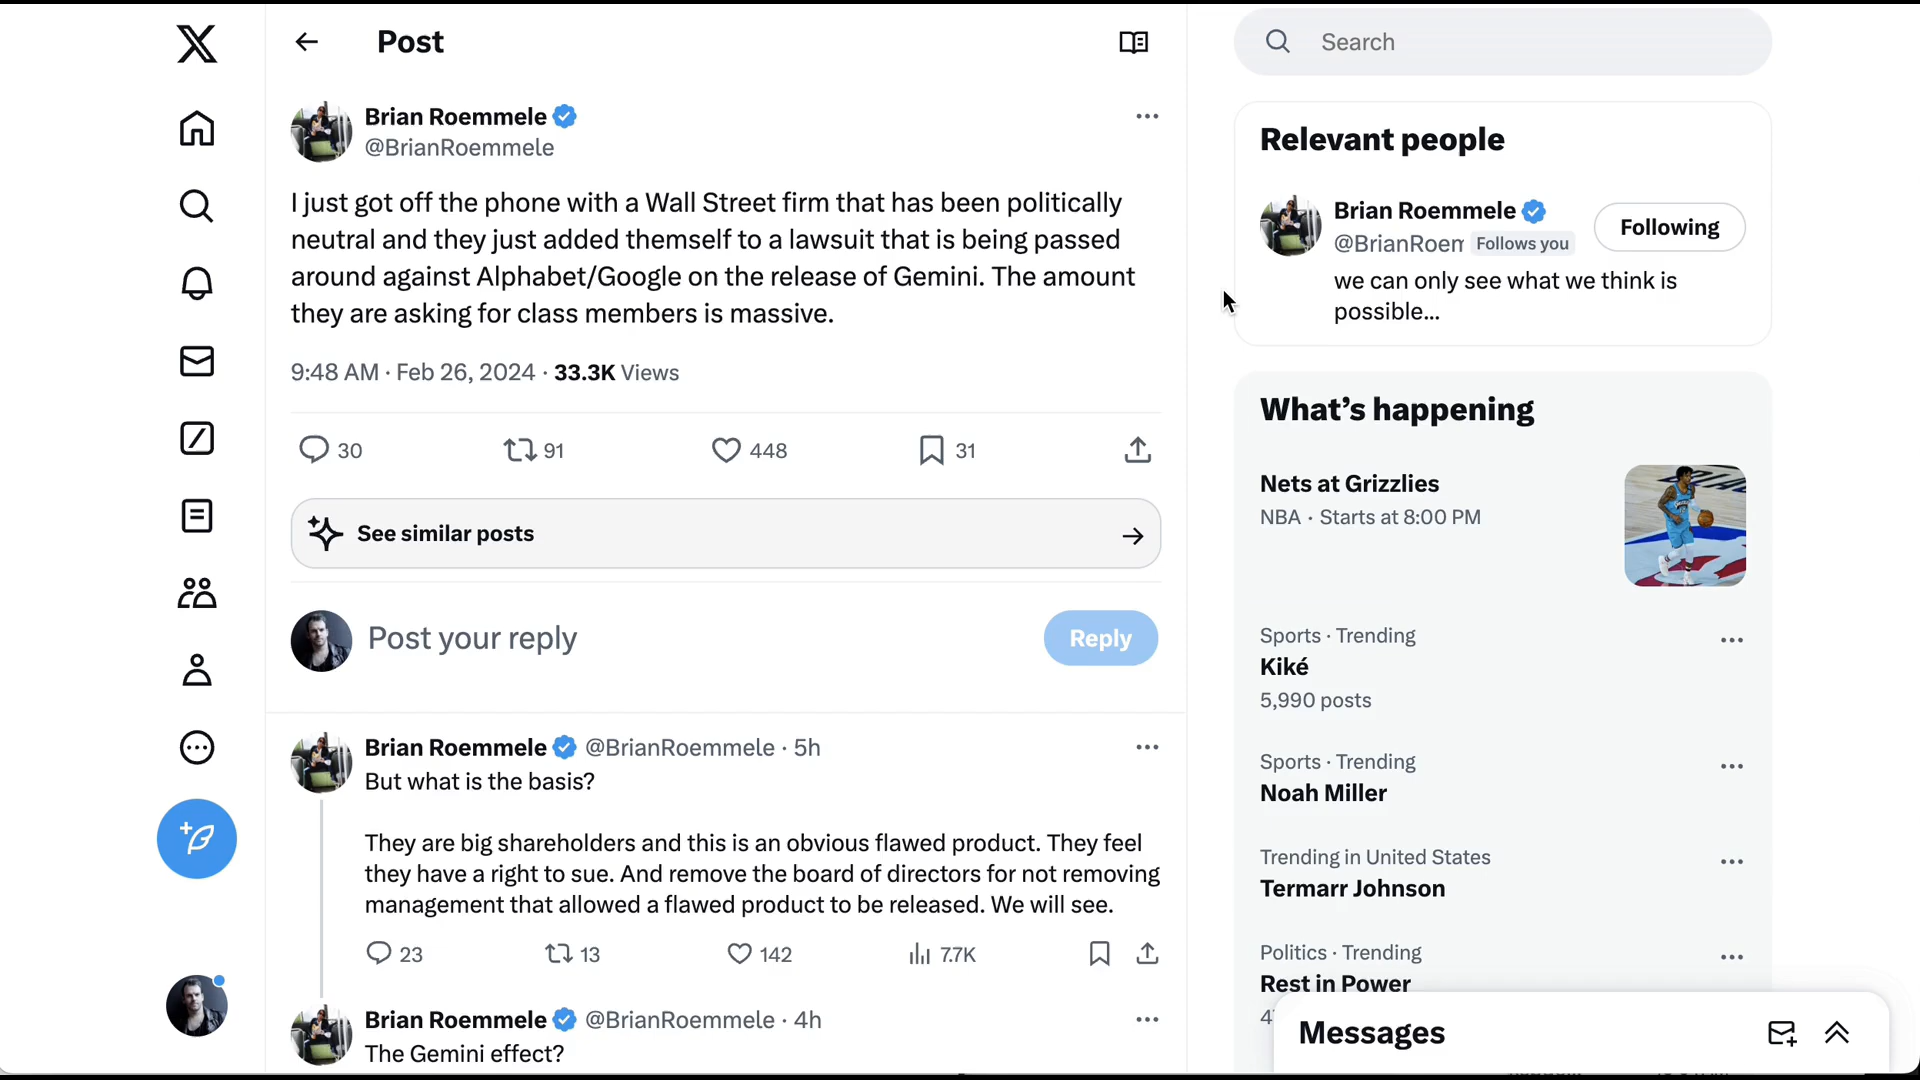 Post
Search
Brian Roemmele
@BrianRoemmele
I just got off the phone with a Wall Street firm that has been politically
neutral and they just added themself to a lawsuit that is being passed
around against Alphabet/Google on the release of Gemini. The amount
they are asking for class members is massive.
9:48 AM · Feb 26, 2024 · 33.3K Views
30 91 448 31
See similar posts
Post your reply
Reply
Brian Roemmele @BrianRoemmele · 5h
But what is the basis?
They are big shareholders and this is an obvious flawed product. They feel
they have a right to sue. And remove the board of directors for not removing
management that allowed a flawed product to be released. We will see.
23 13 142 7.7K
Brian Roemmele @BrianRoemmele · 4h
The Gemini effect?
Relevant people
Brian Roemmele
Following
@BrianRoem Follows you
we can only see what we think is
possible...
What's happening
Nets at Grizzlies
NBA · Starts at 8:00 PM
Sports · Trending
Kiké
5,990 posts
Sports · Trending
Noah Miller
Trending in United States
Termarr Johnson
Politics · Trending
Rest in Power
Messages